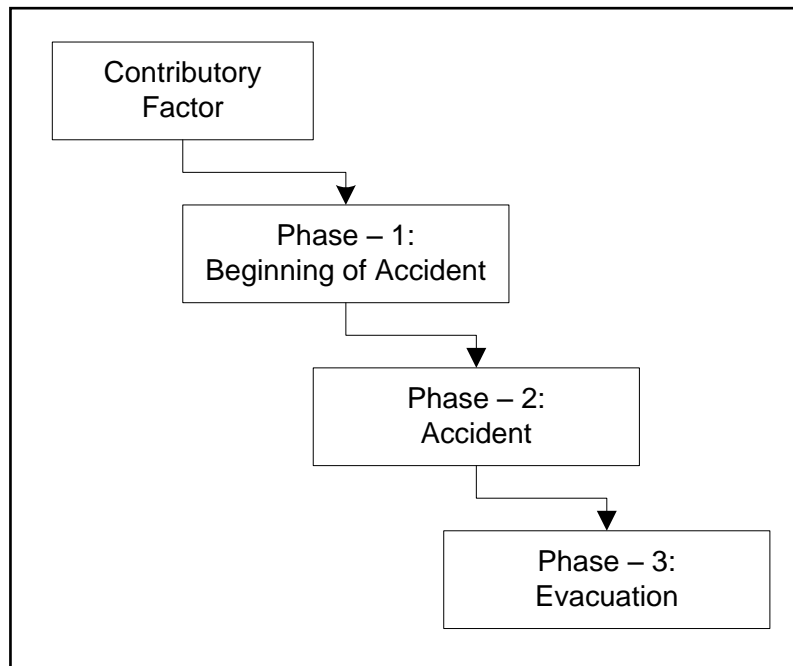 Contributory
Factor
Phase – 1:
Beginning of Accident
Phase – 2:
Accident
Phase – 3:
Evacuation